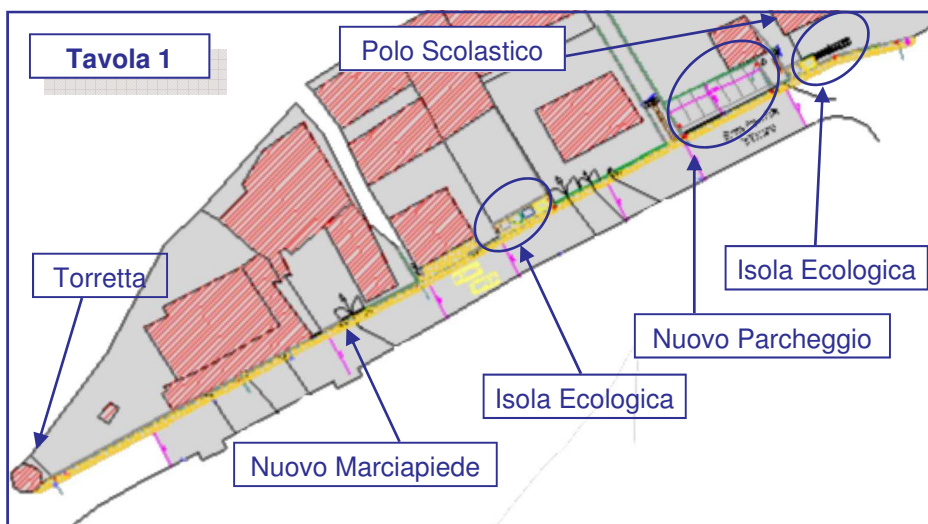 Tavola 1
Polo Scolastico
Isola Ecologica
Torretta
Nuovo Parcheggio
Isola Ecologica
Nuovo Marciapiede